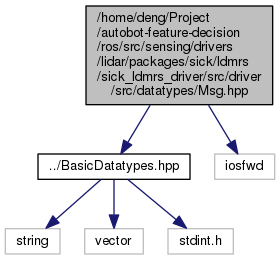 /home/deng/Project
/autobot-feature-decision
/ros/src/sensing/drivers
/lidar/packages/sick/ldmrs
/sick_ldmrs_driver/src/driver
/src/datatypes/Msg.hpp
../BasicDatatypes.hpp
iosfwd
string
vector
stdint.h